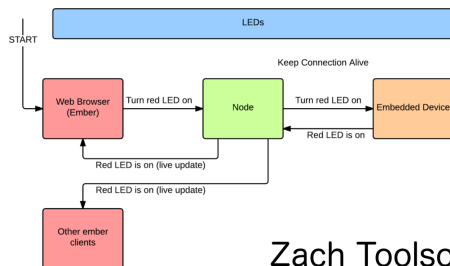 LEDs
START
Keep Connection Alive
Web Browser
(Ember)
Turn red LED on
Node
Turn red LED on
Embedded Device
Red LED is on
Red LED is on (live update)
Red LED is on (live update)
Other ember
clients
Zach Toolso